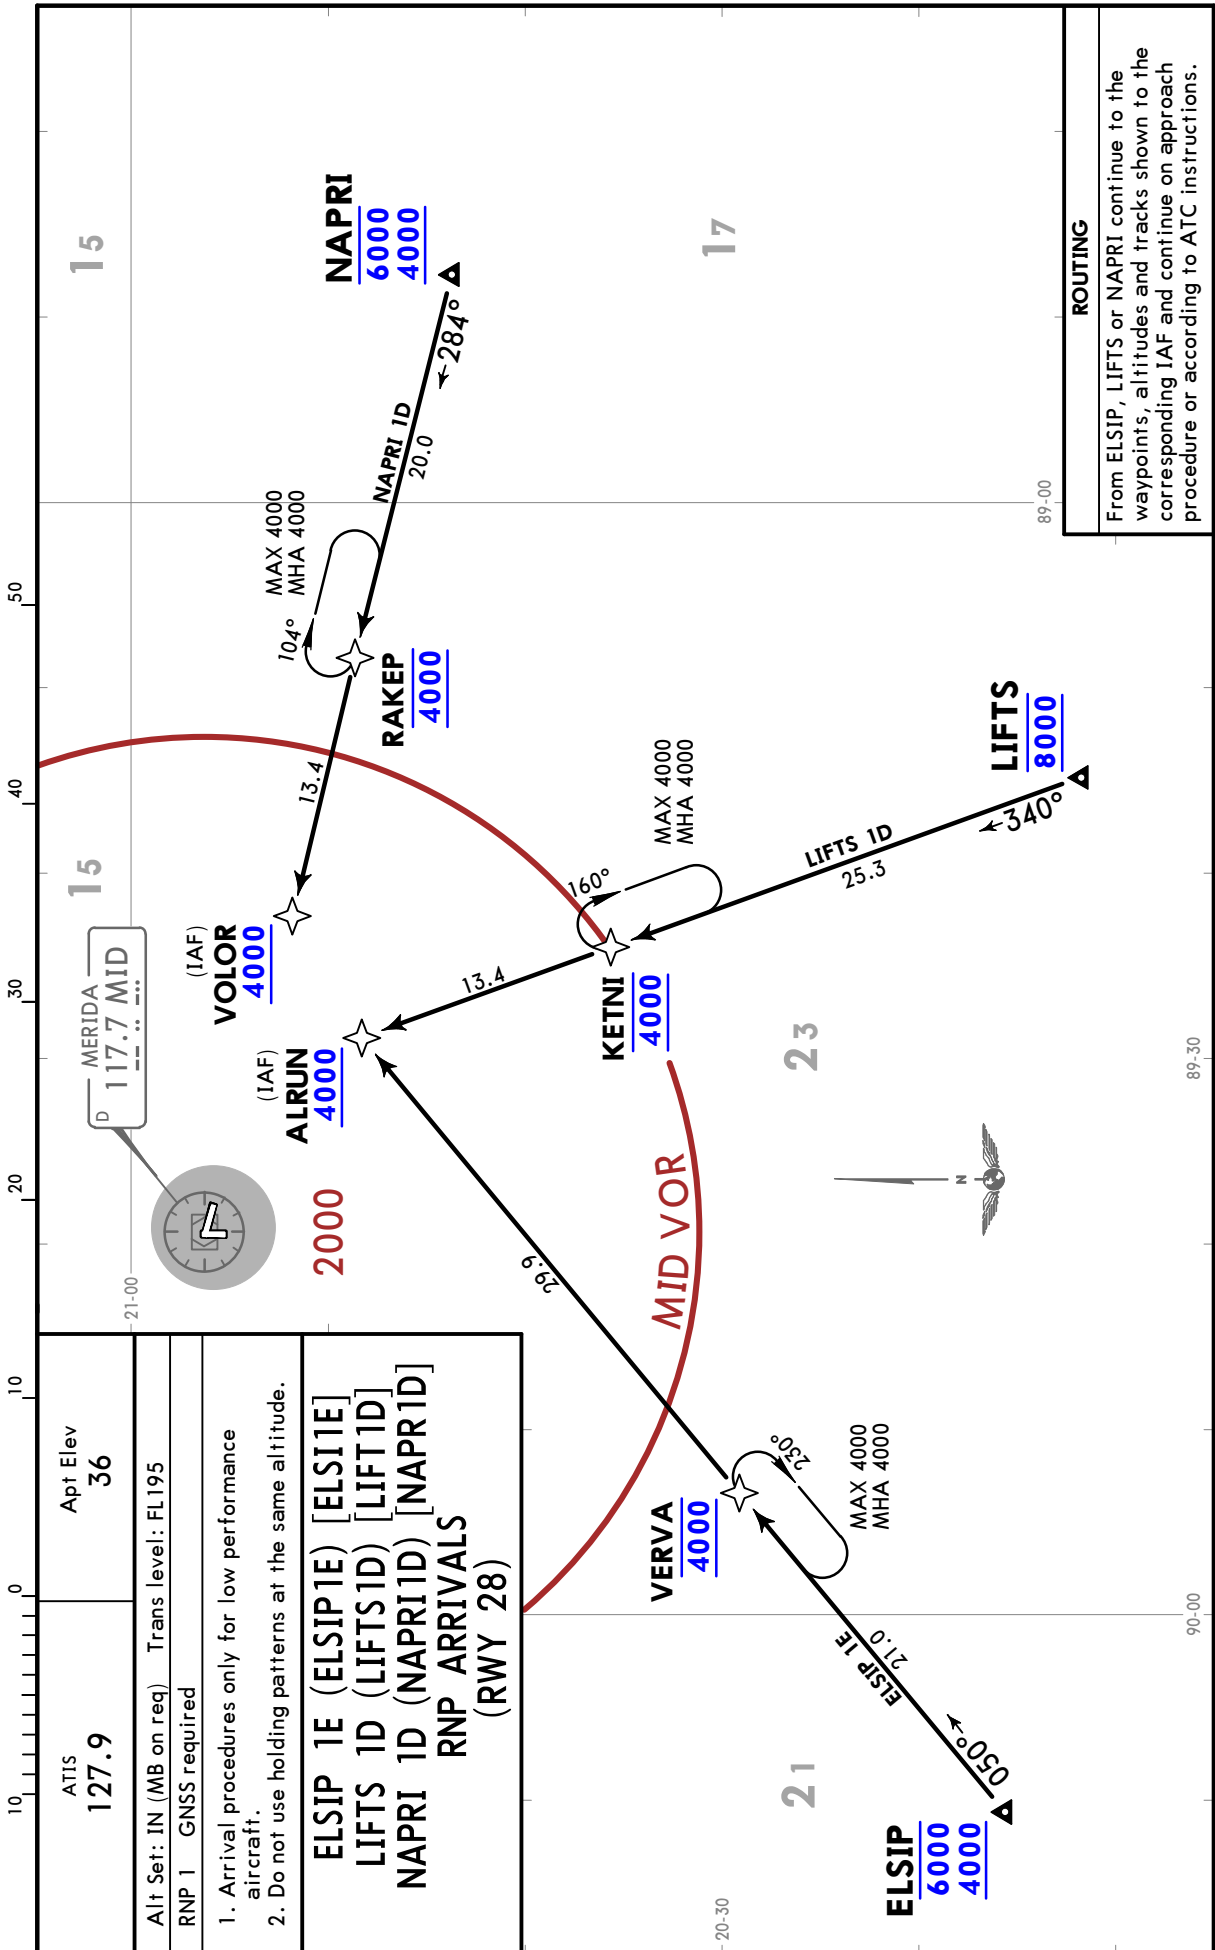 ATIS
127.9
Apt Elev
36
Alt Set: IN (MB on req) Trans level: FL195
RNP 1 GNSS required
1. Arrival procedures only for low performance
aircraft.
2. Do not use holding patterns at the same altitude.
ELSIP 1E (ELSIP1E) [ELSI1E]
LIFTS 1D (LIFTS1D) [LIFT1D]
NAPRI 1D (NAPRI1D) [NAPR1D]
RNP ARRIVALS
(RWY 28)
10
0
10
20
30
40
50
21-00
20-30
90-00
89-30
89-00
D
MERIDA
117.7 MID
L
15
15
17
23
21
2000
MID VOR
(IAF)
VOLOR
4000
(IAF)
ALRUN
4000
13.4
RAKEP
4000
104°
MAX 4000
MHA 4000
NAPRI 1D
20.0
284°
NAPRI
6000
4000
13.4
KETNI
4000
160°
MAX 4000
MHA 4000
LIFTS 1D
25.3
340°
LIFTS
8000
29.9
VERVA
4000
230°
MAX 4000
MHA 4000
ELSIP 1E
21.0
050°
ELSIP
6000
4000
N
ROUTING
From ELSIP, LIFTS or NAPRI continue to the
waypoints, altitudes and tracks shown to the
corresponding IAF and continue on approach
procedure or according to ATC instructions.